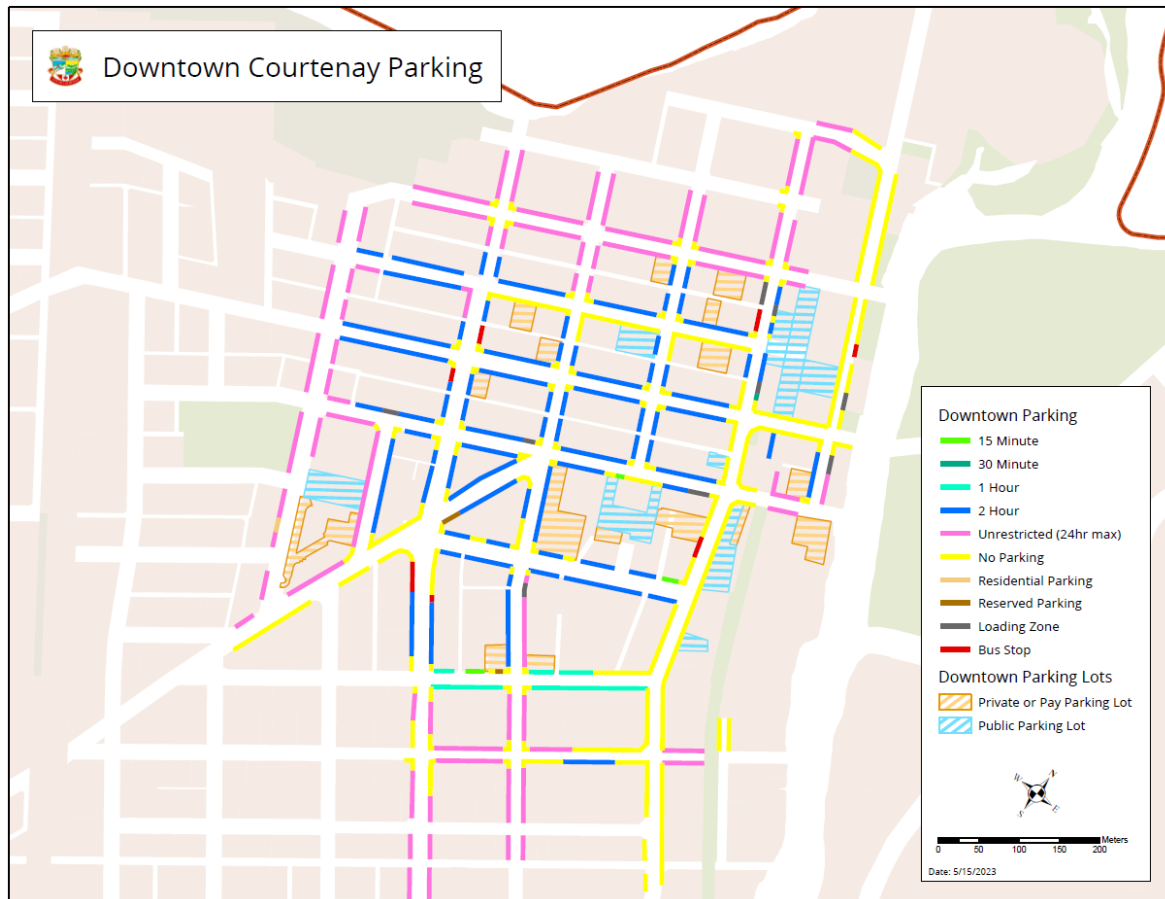 Downtown Courtenay Parking
Downtown Parking
15 Minute
30 Minute
1 Hour
2 Hour
Unrestricted (24hr max)
No Parking
Residential Parking
Reserved Parking
Loading Zone
Bus Stop
Downtown Parking Lots
Private or Pay Parking Lot
Public Parking Lot
W N
S E
Meters
0 50 100 150 200
Date: 5/15/2023